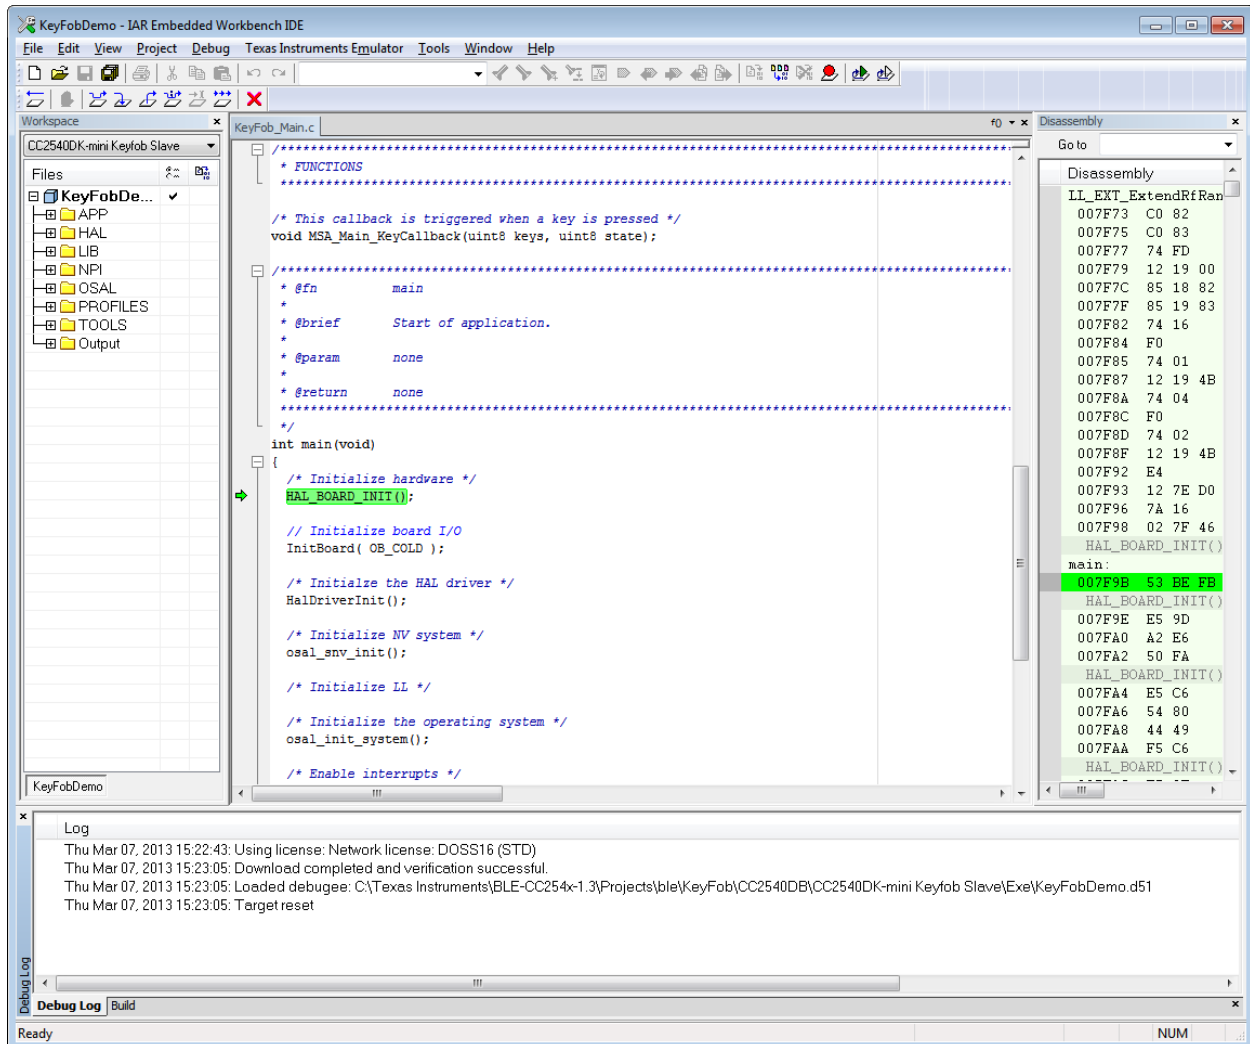 KeyFobDemo - IAR Embedded Workbench IDE
File Edit View Project Debug Texas Instruments Emulator Tools Window Help
Workspace
CC2540DK-mini Keyfob Slave
Files
KeyFobDe...
APP
HAL
LIB
NPI
OSAL
PROFILES
TOOLS
Output
KeyFobDemo
KeyFob_Main.c
f()
/************************************************************************************************
* FUNCTIONS
************************************************************************************************
/* This callback is triggered when a key is pressed */
void MSA_Main_KeyCallback(uint8 keys, uint8 state);
/************************************************************************************************
* @fn main
*
* @brief Start of application.
*
* @param none
*
* @return none
************************************************************************************************
*/
int main(void)
{
/* Initialize hardware */
HAL_BOARD_INIT();
// Initialize board I/O
InitBoard( OB_COLD );
/* Initialze the HAL driver */
HalDriverInit();
/* Initialize NV system */
osal_snv_init();
/* Initialize LL */
/* Initialize the operating system */
osal_init_system();
/* Enable interrupts */
Disassembly
Go to
Disassembly
LL_EXT_ExtendRfRan
007F73 C0 82
007F75 C0 83
007F77 74 FD
007F79 12 19 00
007F7C 85 18 82
007F7F 85 19 83
007F82 74 16
007F84 F0
007F85 74 01
007F87 12 19 4B
007F8A 74 04
007F8C F0
007F8D 74 02
007F8F 12 19 4B
007F92 E4
007F93 12 7E D0
007F96 7A 16
007F98 02 7F 46
HAL_BOARD_INIT()
main:
007F9B 53 BE FB
HAL_BOARD_INIT()
007F9E E5 9D
007FA0 A2 E6
007FA2 50 FA
HAL_BOARD_INIT()
007FA4 E5 C6
007FA6 54 80
007FA8 44 49
007FAA F5 C6
HAL_BOARD_INIT()
Log
Thu Mar 07, 2013 15:22:43: Using license: Network license: DOSS16 (STD)
Thu Mar 07, 2013 15:23:05: Download completed and verification successful.
Thu Mar 07, 2013 15:23:05: Loaded debugee: C:\Texas Instruments\BLE-CC254x-1.3\Projects\ble\KeyFob\CC2540DB\CC2540DK-mini Keyfob Slave\Exe\KeyFobDemo.d51
Thu Mar 07, 2013 15:23:05: Target reset
Debug Log
Debug Log Build
Ready NUM